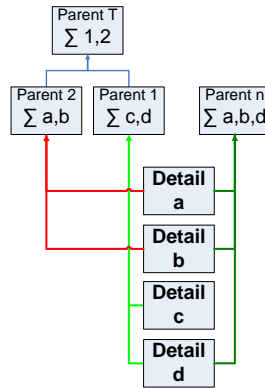 Parent T
∑ 1,2
Parent 2
∑ a,b
Parent 1
∑ c,d
Parent n
∑ a,b,d
Detail
a
Detail
b
Detail
c
Detail
d